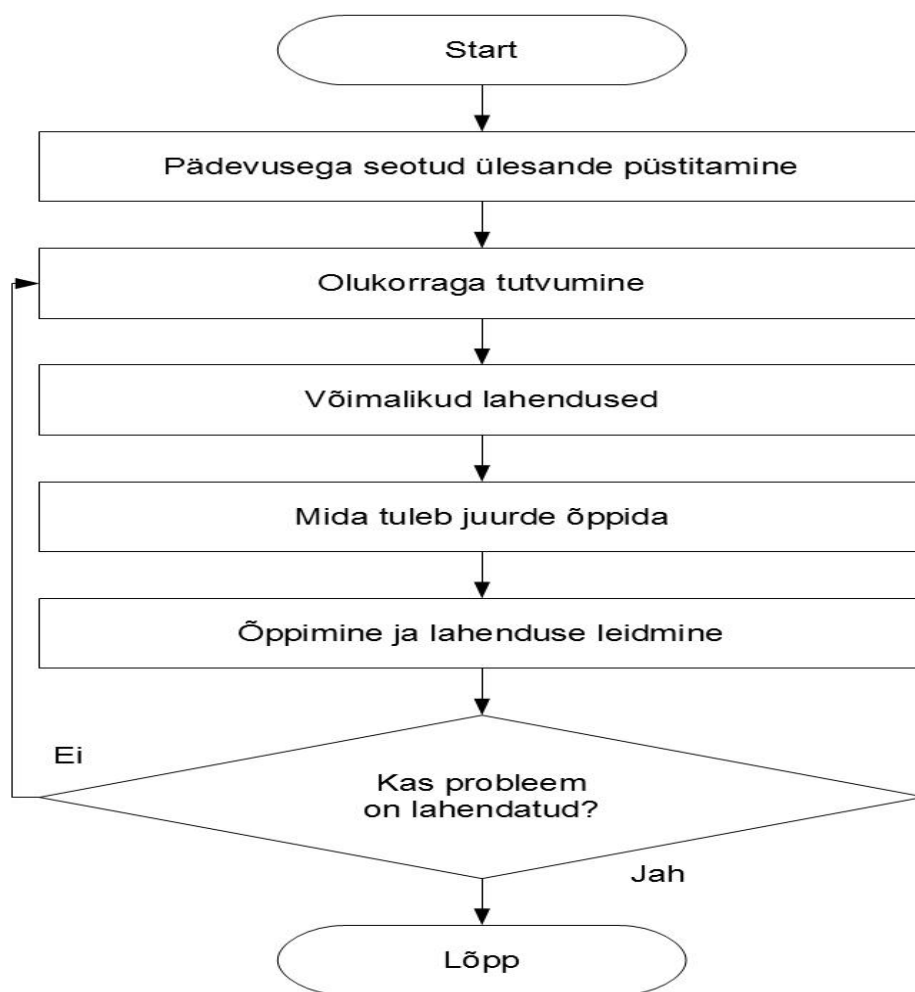 Start
Pädevusega seotud ülesande püstitamine
Olukorraga tutvumine
Võimalikud lahendused
Mida tuleb juurde õppida
Õppimine ja lahenduse leidmine
Ei
Kas probleem
on lahendatud?
Jah
Lõpp